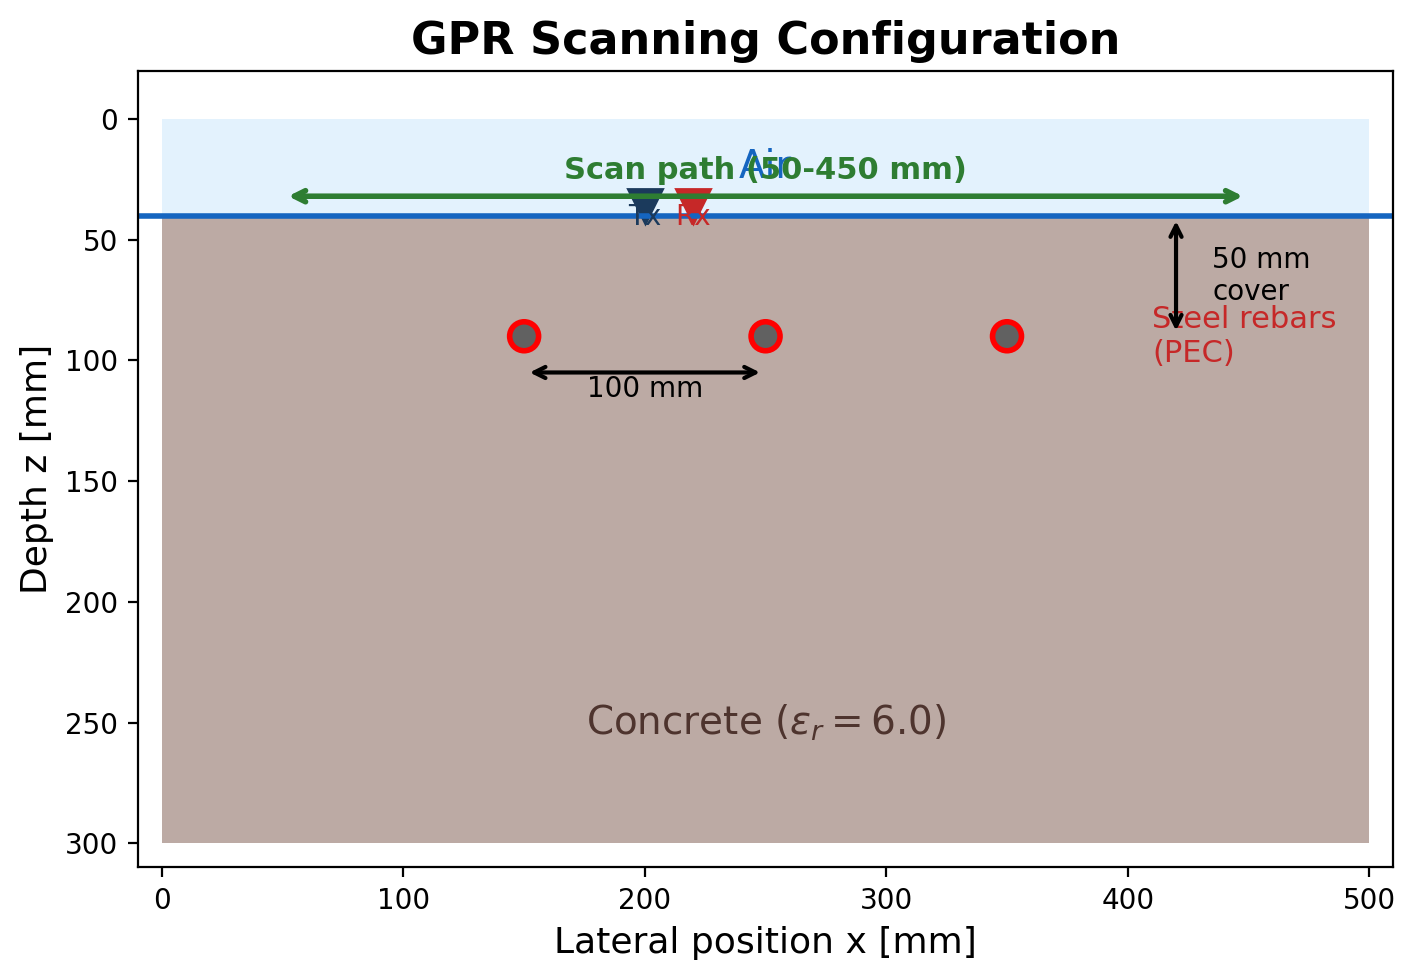 GPR Scanning Configuration
Air
Scan path (50-450 mm)
Tx
Rx
50 mm
cover
Steel rebars
(PEC)
100 mm
Concrete (εᵣ = 6.0)
0
50
100
150
200
250
300
Depth z [mm]
0
100
200
300
400
500
Lateral position x [mm]